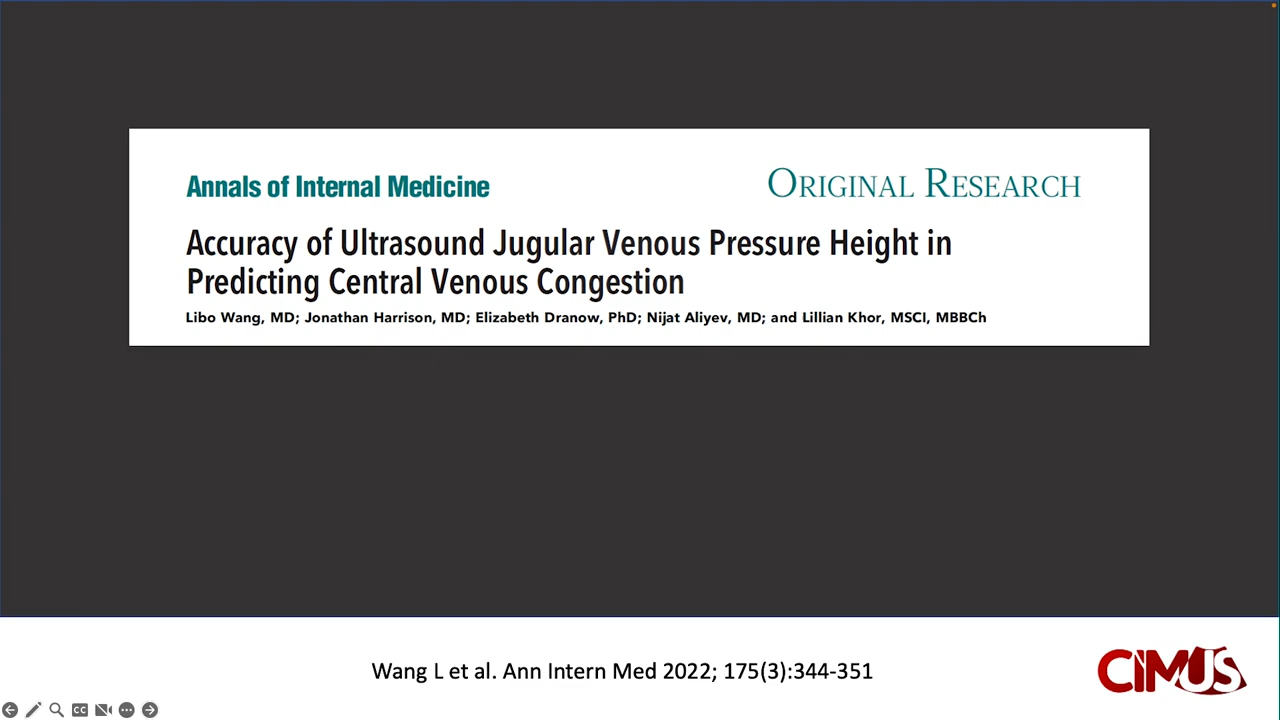 Annals of Internal Medicine
ORIGINAL RESEARCH
Accuracy of Ultrasound Jugular Venous Pressure Height in
Predicting Central Venous Congestion
Libo Wang, MD; Jonathan Harrison, MD; Elizabeth Dranow, PhD; Nijat Aliyev, MD; and Lillian Khor, MSCI, MBBCh
Wang L et al. Ann Intern Med 2022; 175(3):344-351
CIMUS
CC